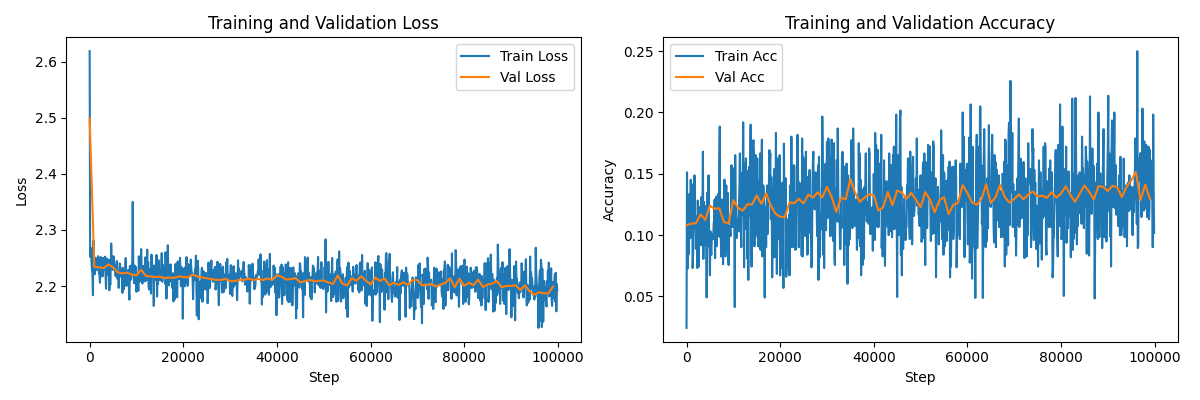 Training and Validation Loss
Train Loss
Val Loss
Loss
2.6
2.5
2.4
2.3
2.2
0
20000
40000
60000
80000
100000
Step
Training and Validation Accuracy
Train Acc
Val Acc
Accuracy
0.25
0.20
0.15
0.10
0.05
0
20000
40000
60000
80000
100000
Step